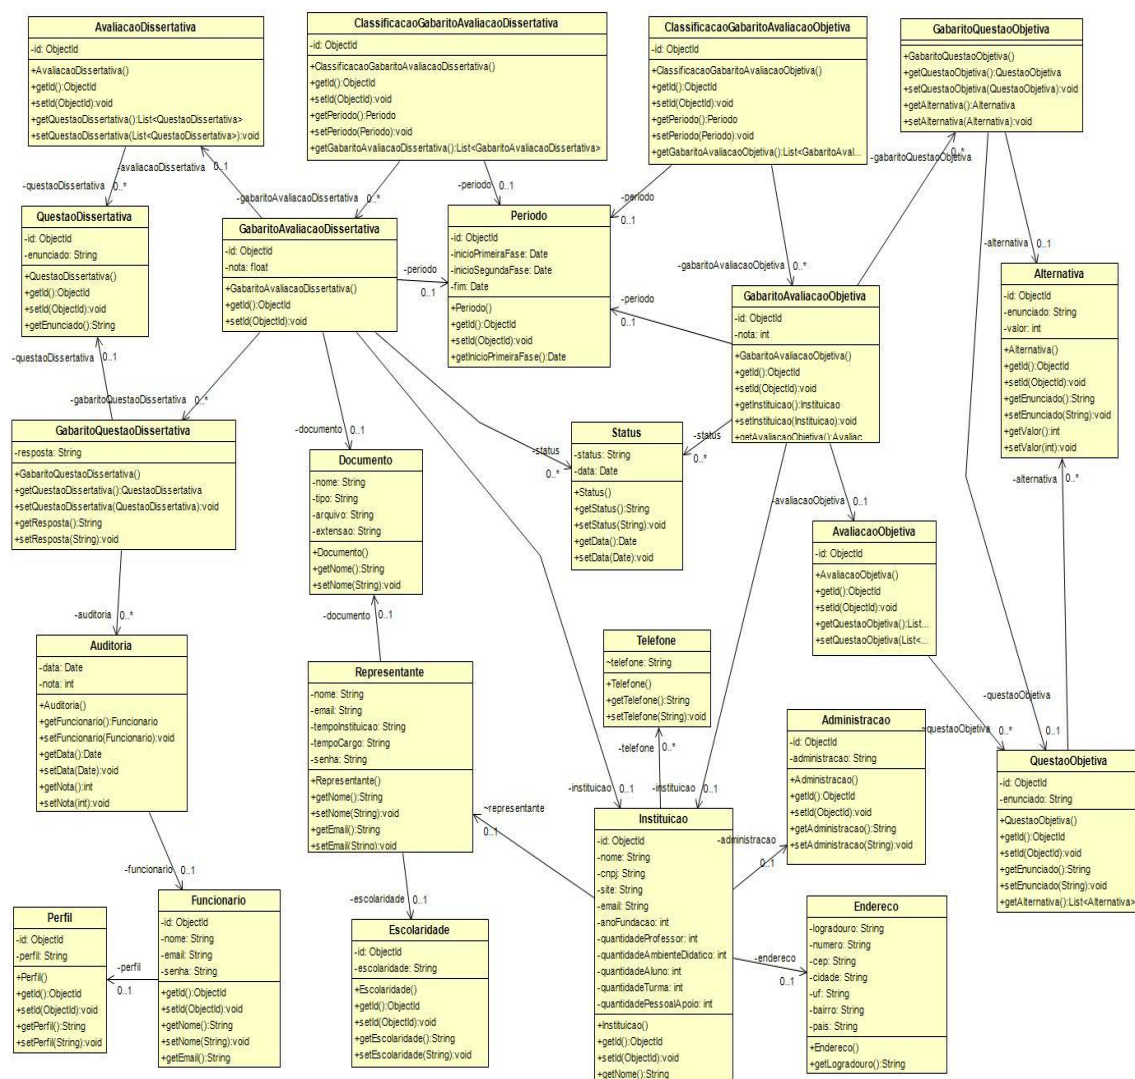 AvaliacaoDissertativa
-id: ObjectId
+AvaliacaoDissertativa()
+getId():ObjectId
+setId(ObjectId):void
+getQuestaoDissertativa():List<QuestaoDissertativa>
+setQuestaoDissertativa(List<QuestaoDissertativa>):void
ClassificacaoGabaritoAvaliacaoDissertativa
-id: ObjectId
+ClassificacaoGabaritoAvaliacaoDissertativa()
+getId():ObjectId
+setId(ObjectId):void
+getPeriodo():Periodo
+setPeriodo(Periodo):void
+getGabaritoAvaliacaoDissertativa():List<GabaritoAvaliacaoDissertativa>
ClassificacaoGabaritoAvaliacaoObjetiva
-id: ObjectId
+ClassificacaoGabaritoAvaliacaoObjetiva()
+getId():ObjectId
+setId(ObjectId):void
+getPeriodo():Periodo
+setPeriodo(Periodo):void
+getGabaritoAvaliacaoObjetiva():List<GabaritoAval...
GabaritoQuestaoObjetiva
+GabaritoQuestaoObjetiva()
+getQuestaoObjetiva():QuestaoObjetiva
+setQuestaoObjetiva(QuestaoObjetiva):void
+getAlternativa():Alternativa
+setAlternativa(Alternativa):void
-avaliacaoDissertativa
0..1
-questaoDissertativa
0..*
-gabaritoAvaliacaoDissertativa
0..*
-periodo
0..1
-periodo
0..1
-gabaritoQuestaoObjetiva
0..*
QuestaoDissertativa
-id: ObjectId
-enunciado: String
+QuestaoDissertativa()
+getId():ObjectId
+setId(ObjectId):void
+getEnunciado():String
GabaritoAvaliacaoDissertativa
-id: ObjectId
-nota: float
+GabaritoAvaliacaoDissertativa()
+getId():ObjectId
+setId(ObjectId):void
-periodo
0..1
Periodo
-id: ObjectId
-inicioPrimeiraFase: Date
-inicioSegundaFase: Date
-fim: Date
+Periodo()
+getId():ObjectId
+setId(ObjectId):void
+getInicioPrimeiraFase():Date
-gabaritoAvaliacaoObjetiva
0..*
-periodo
0..1
GabaritoAvaliacaoObjetiva
-id: ObjectId
-nota: int
+GabaritoAvaliacaoObjetiva()
+getId():ObjectId
+setId(ObjectId):void
+getInstituicao():Instituicao
+setInstituicao(Instituicao):void
+getAvaliacaoObjetiva():Avaliac
-alternativa
0..1
Alternativa
-id: ObjectId
-enunciado: String
-valor: int
+Alternativa()
+getId():ObjectId
+setId(ObjectId):void
+getEnunciado():String
+setEnunciado(String):void
+getValor():int
+setValor(int):void
-questaoDissertativa
0..1
-gabaritoQuestaoDissertativa
0..*
GabaritoQuestaoDissertativa
-resposta: String
+GabaritoQuestaoDissertativa()
+getQuestaoDissertativa():QuestaoDissertativa
+setQuestaoDissertativa(QuestaoDissertativa):void
+getResposta():String
+setResposta(String):void
-documento
0..1
Documento
-nome: String
-tipo: String
-arquivo: String
-extensao: String
+Documento()
+getNome():String
+setNome(String):void
-status
0..*
Status
-status: String
-data: Date
+Status()
+getStatus():String
+setStatus(String):void
+getData():Date
+setData(Date):void
-status
0..*
-avaliacaoObjetiva
0..1
AvaliacaoObjetiva
-id: ObjectId
+AvaliacaoObjetiva()
+getId():ObjectId
+setId(ObjectId):void
+getQuestaoObjetiva():List...
+setQuestaoObjetiva(List<...
-alternativa
0..*
-auditoria
0..*
Auditoria
-data: Date
-nota: int
+Auditoria()
+getFuncionario():Funcionario
+setFuncionario(Funcionario):void
+getData():Date
+setData(Date):void
+getNota():int
+setNota(int):void
-documento
0..1
Representante
-nome: String
-email: String
-tempoInstituicao: String
-tempoCargo: String
-senha: String
+Representante()
+getNome():String
+setNome(String):void
+getEmail():String
+setEmail(String):void
Telefone
~telefone: String
+Telefone()
+getTelefone():String
+setTelefone(String):void
-telefone
0..*
Administracao
-id: ObjectId
-administracao: String
+Administracao()
+getId():ObjectId
+setId(ObjectId):void
+getAdministracao():String
+setAdministracao(String):void
-questaoObjetiva
0..1
~questaoObjetiva
0..*
QuestaoObjetiva
-id: ObjectId
-enunciado: String
+QuestaoObjetiva()
+getId():ObjectId
+setId(ObjectId):void
+getEnunciado():String
+setEnunciado(String):void
+getAlternativa():List<Alternativa>
-instituicao
0..1
-instituicao
0..1
~representante
0..1
-administracao
0..1
-funcionario
0..1
Perfil
-id: ObjectId
-perfil: String
+Perfil()
+getId():ObjectId
+setId(ObjectId):void
+getPerfil():String
+setPerfil(String):void
-perfil
0..1
Funcionario
-id: ObjectId
-nome: String
-email: String
-senha: String
+getId():ObjectId
+setId(ObjectId):void
+getNome():String
+setNome(String):void
+getEmail():String
-escolaridade
0..1
Escolaridade
-id: ObjectId
-escolaridade: String
+Escolaridade()
+getId():ObjectId
+setId(ObjectId):void
+getEscolaridade():String
+setEscolaridade(String):void
Instituicao
-id: ObjectId
-nome: String
-cnpj: String
-site: String
-email: String
-anoFundacao: int
-quantidadeProfessor: int
-quantidadeAmbienteDidatico: int
-quantidadeAluno: int
-quantidadeTurma: int
-quantidadePessoalApoio: int
+Instituicao()
+getId():ObjectId
+setId(ObjectId):void
+getNome():String
-endereco
0..1
Endereco
-logradouro: String
-numero: String
-cep: String
-cidade: String
-uf: String
-bairro: String
-pais: String
+Endereco()
+getLogradouro():String